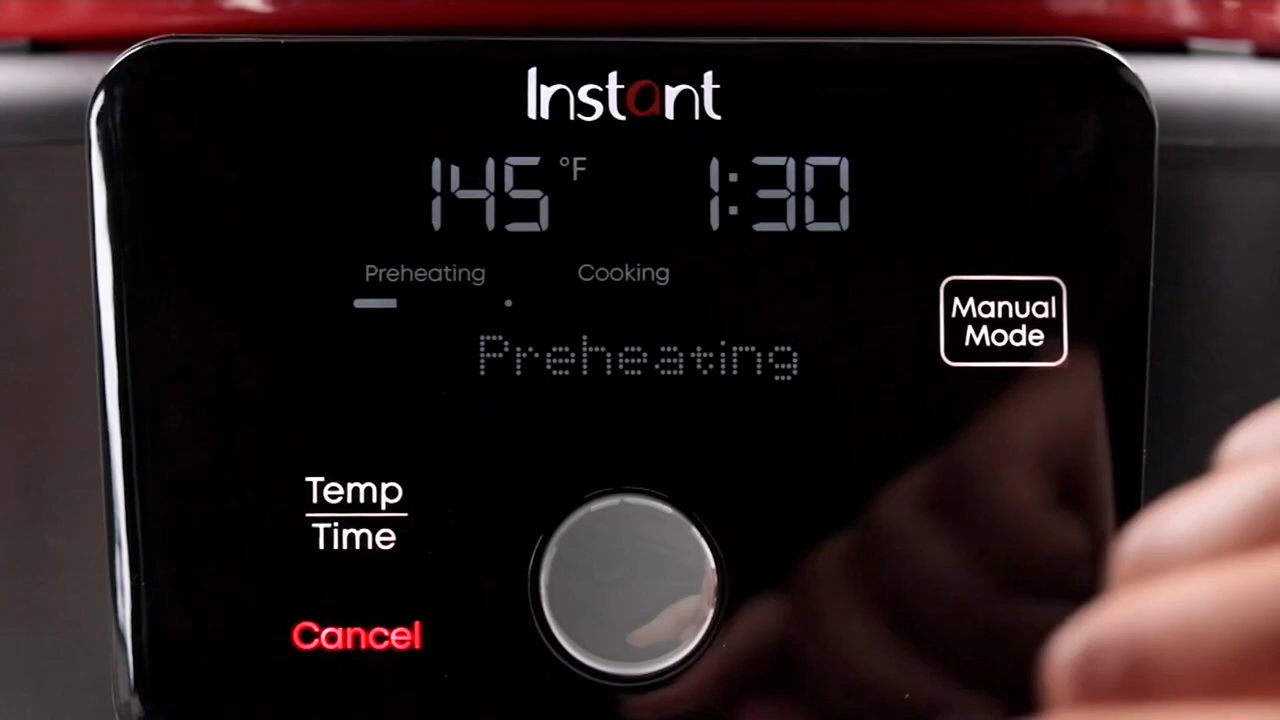 Instant
145 °F 1:30
Preheating Cooking
Preheating
Manual
Mode
Temp
Time
Cancel